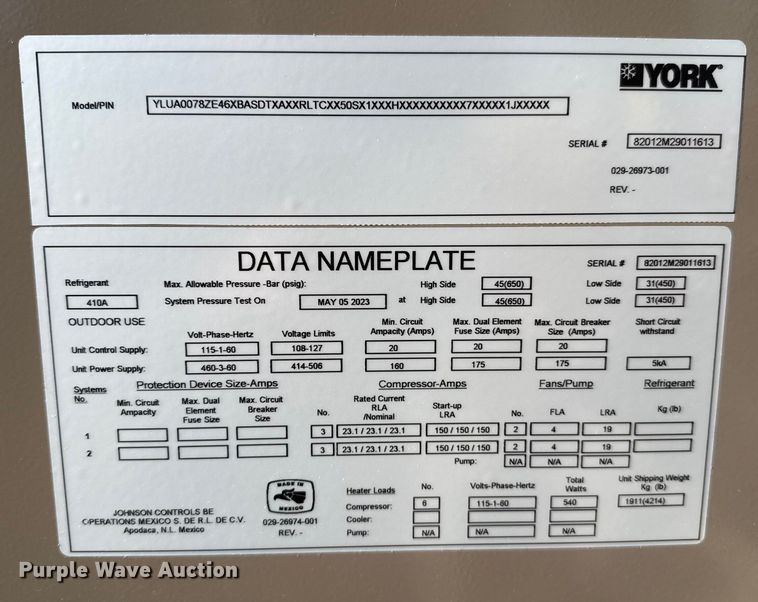 YORK
Model/PIN YLUA0078ZE46XBASDTXAXXRLTCXX50SX1XXXHXXXXXXXXXX7XXXXX1JXXXXX
SERIAL # 82012M29011613
029-26973-001
REV. -
DATA NAMEPLATE SERIAL # 82012M29011613
Refrigerant Max. Allowable Pressure -Bar (psig): High Side 45(650) Low Side 31(450)
410A System Pressure Test On MAY 05 2023 at High Side 45(650) Low Side 31(450)
OUTDOOR USE
Volt-Phase-Hertz Voltage Limits Min. Circuit Ampacity (Amps) Max. Dual Element Fuse Size (Amps) Max. Circuit Breaker Size (Amps) Short Circuit withstand
Unit Control Supply: 115-1-60 108-127 20 20 20
Unit Power Supply: 460-3-60 414-506 160 175 175 5kA
Systems No. Protection Device Size-Amps Compressor-Amps Fans/Pump Refrigerant
Min. Circuit Ampacity Max. Dual Element Fuse Size Max. Circuit Breaker Size No. Rated Current RLA /Nominal Start-up LRA No. FLA LRA Kg (lb)
1 3 23.1 / 23.1 / 23.1 150 / 150 / 150 2 4 19
2 3 23.1 / 23.1 / 23.1 150 / 150 / 150 2 4 19
Pump: N/A N/A N/A
MADE IN MEXICO
Heater Loads No. Volts-Phase-Hertz Total Watts Unit Shipping Weight Kg (lb)
Compressor: 6 115-1-60 540 1911(4214)
Cooler:
Pump: N/A N/A N/A
JOHNSON CONTROLS BE
OPERATIONS MEXICO S. DE R.L. DE C.V.
Apodaca, N.L. Mexico
029-26974-001
REV. -
Purple Wave Auction